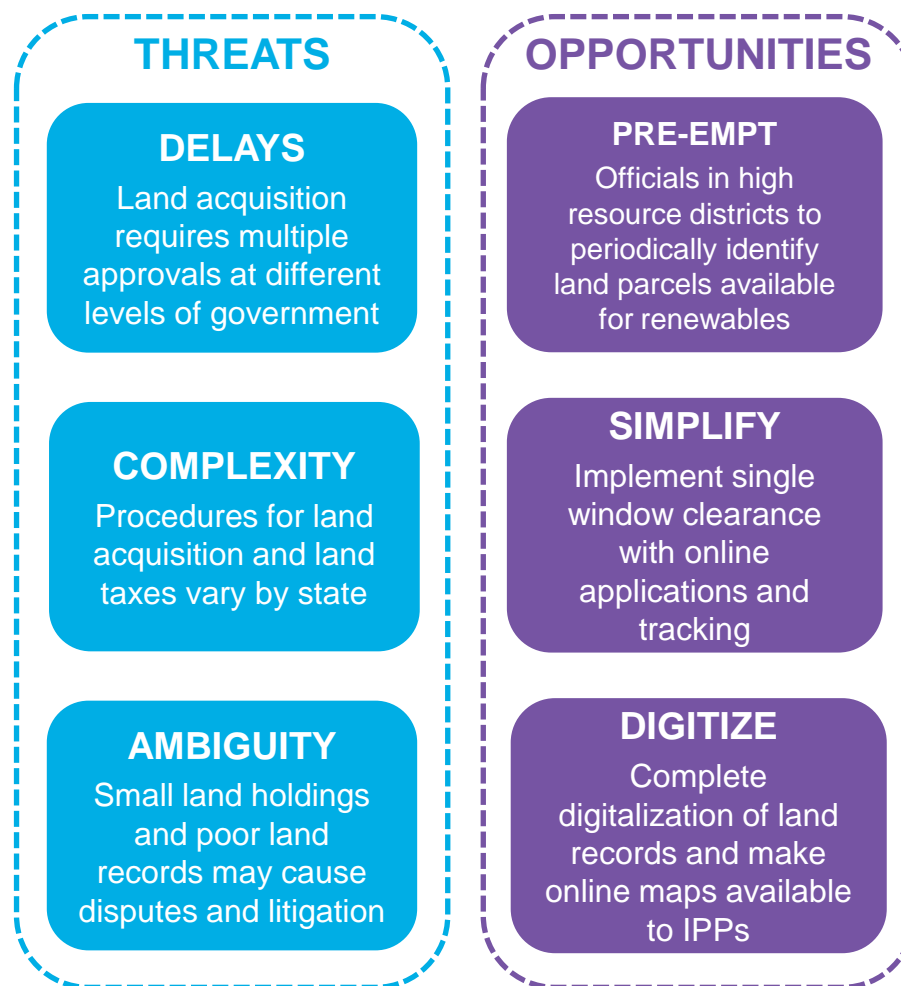 THREATS
DELAYS
Land acquisition
requires multiple
approvals at different
levels of government
COMPLEXITY
Procedures for land
acquisition and land
taxes vary by state
AMBIGUITY
Small land holdings
and poor land
records may cause
disputes and litigation
OPPORTUNITIES
PRE-EMPT
Officials in high
resource districts to
periodically identify
land parcels available
for renewables
SIMPLIFY
Implement single
window clearance
with online
applications and
tracking
DIGITIZE
Complete
digitalization of land
records and make
online maps available
to IPPs